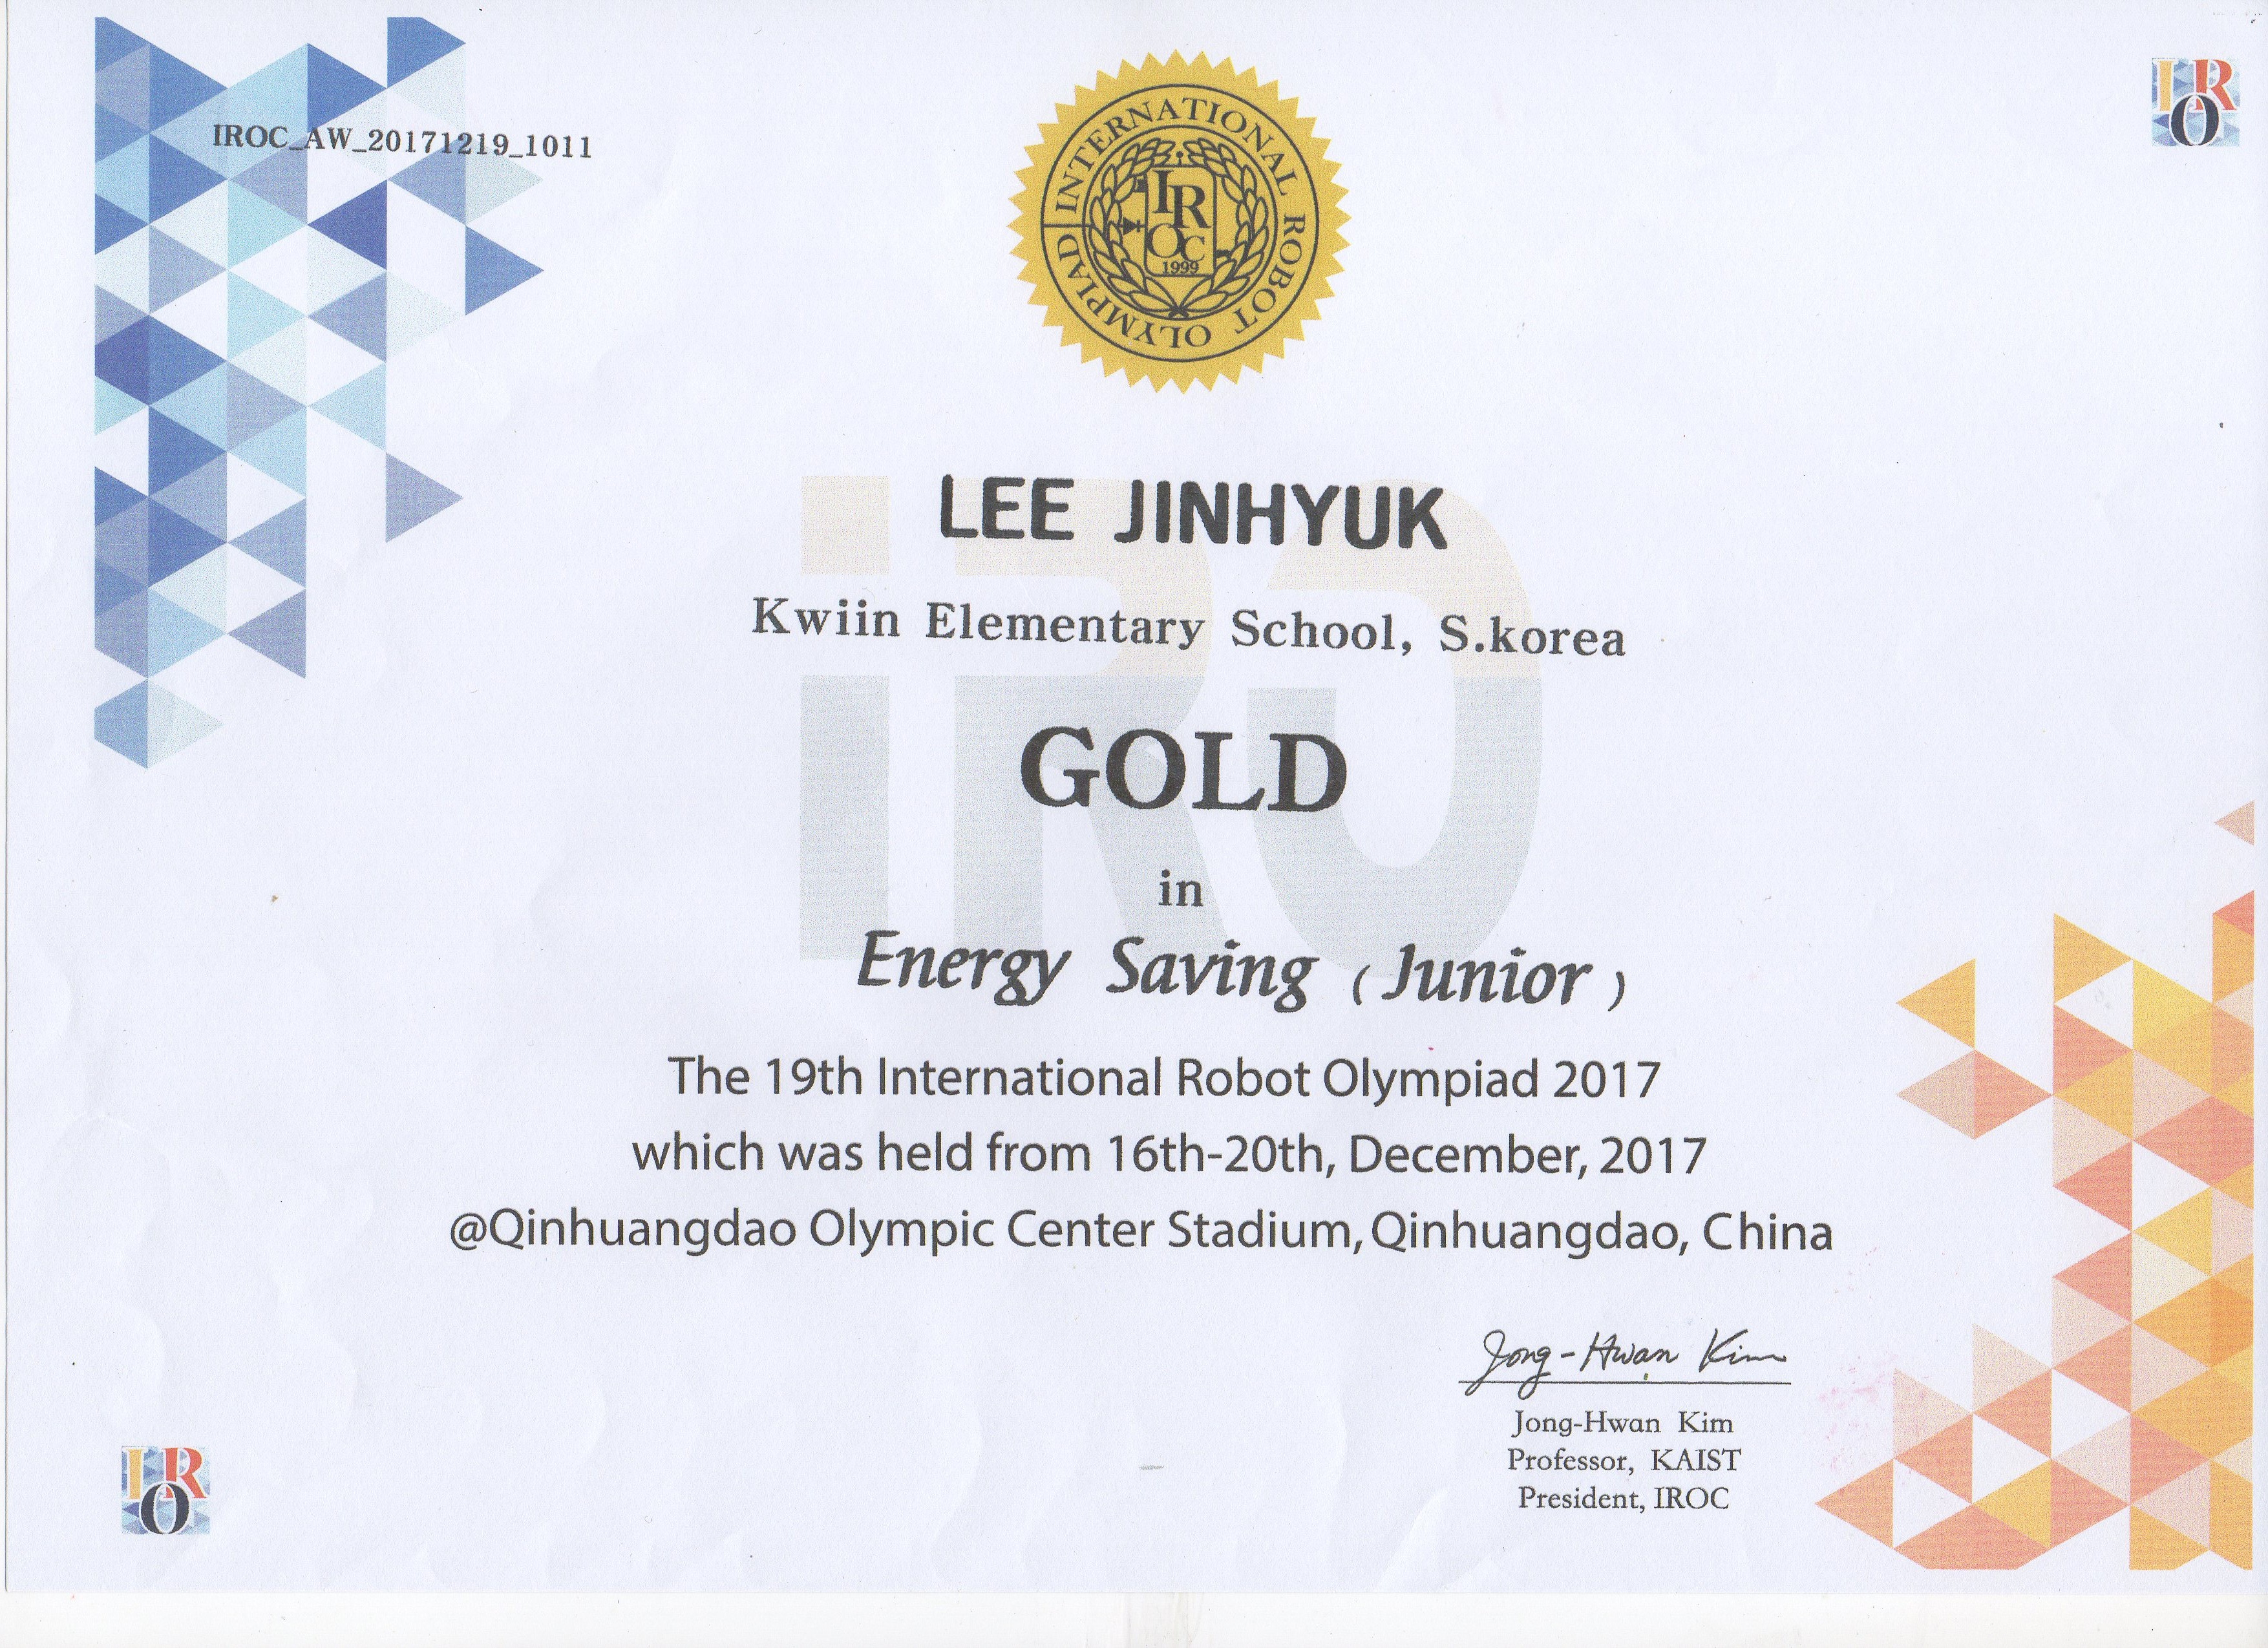 IROC_AW_20171219_1011
INTERNATIONAL ROBOT OLYMPIAD
IROC
1999
IRO
LEE JINHYUK
Kwiin Elementary School, S.korea
iRO
GOLD
in
Energy Saving (Junior)
The 19th International Robot Olympiad 2017
which was held from 16th-20th, December, 2017
@Qinhuangdao Olympic Center Stadium, Qinhuangdao, China
Jong-Hwan Kim
Jong-Hwan Kim
Professor, KAIST
President, IROC
IRO